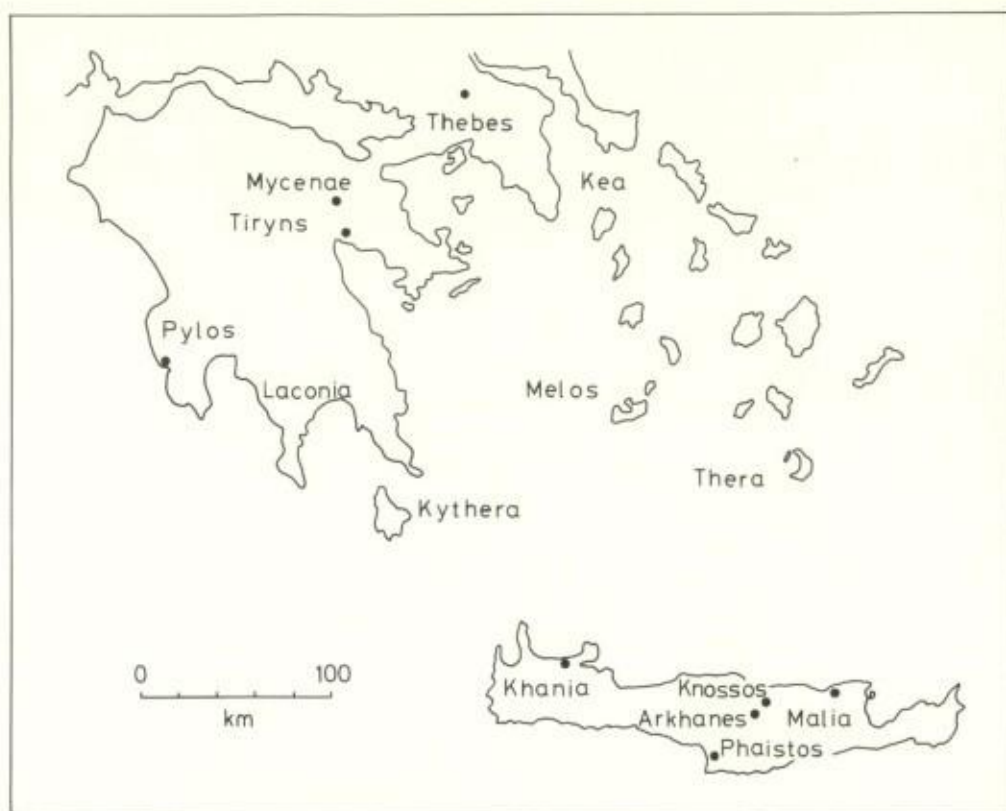 Thebes
Kea
Mycenae
Tiryns
Pylos
Laconia
Melos
Thera
Kythera
0 100
km
Khania
Knossos
Arkhanes
Malia
Phaistos